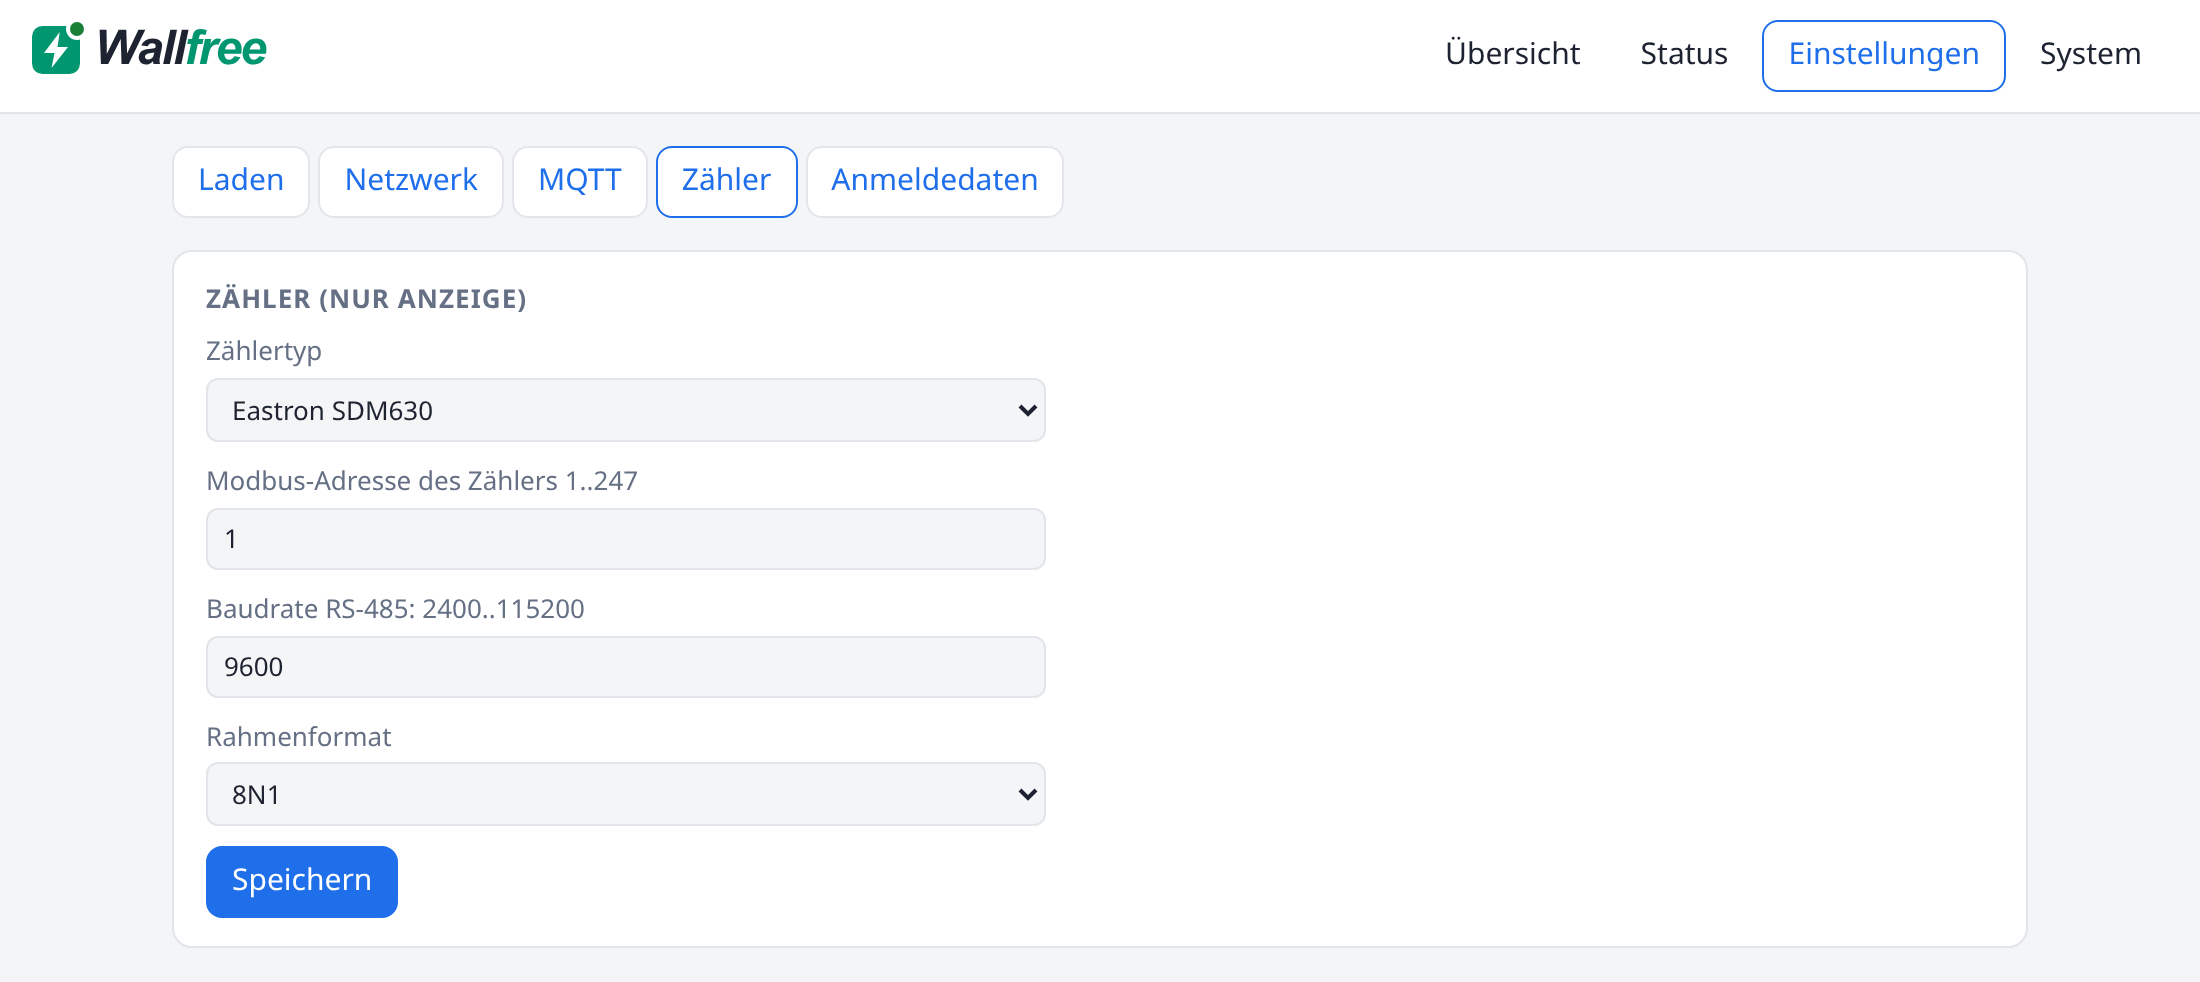 Wallfree
Übersicht Status Einstellungen System
Laden Netzwerk MQTT Zähler Anmeldedaten
ZÄHLER (NUR ANZEIGE)
Zählertyp
Eastron SDM630
Modbus-Adresse des Zählers 1..247
1
Baudrate RS-485: 2400..115200
9600
Rahmenformat
8N1
Speichern